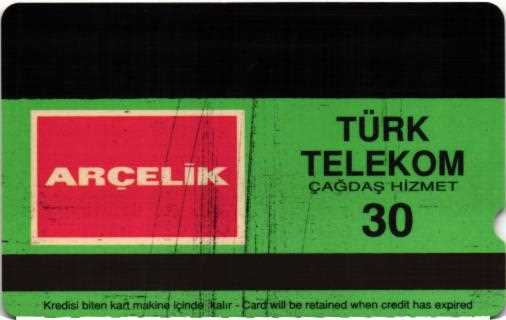 ARÇELİK
TÜRK
TELEKOM
ÇAĞDAŞ HİZMET
30
Kredisi biten kart makine içinde kalır - Card will be retained when credit has expired